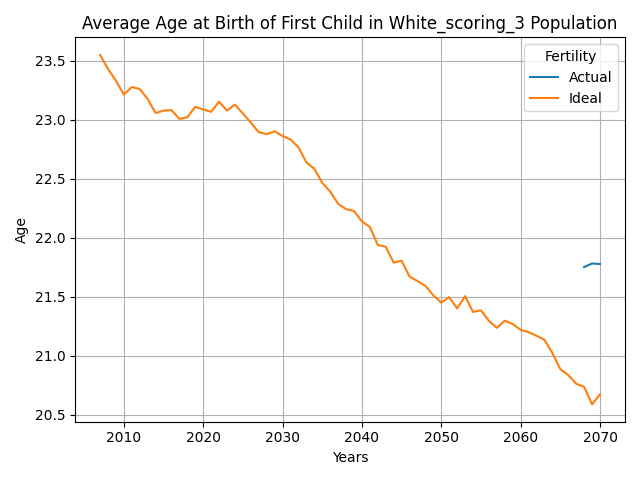 Average Age at Birth of First Child in White_scoring_3 Population
Fertility
Actual
Ideal
Age
23.5
23.0
22.5
22.0
21.5
21.0
20.5
2010 2020 2030 2040 2050 2060 2070
Years